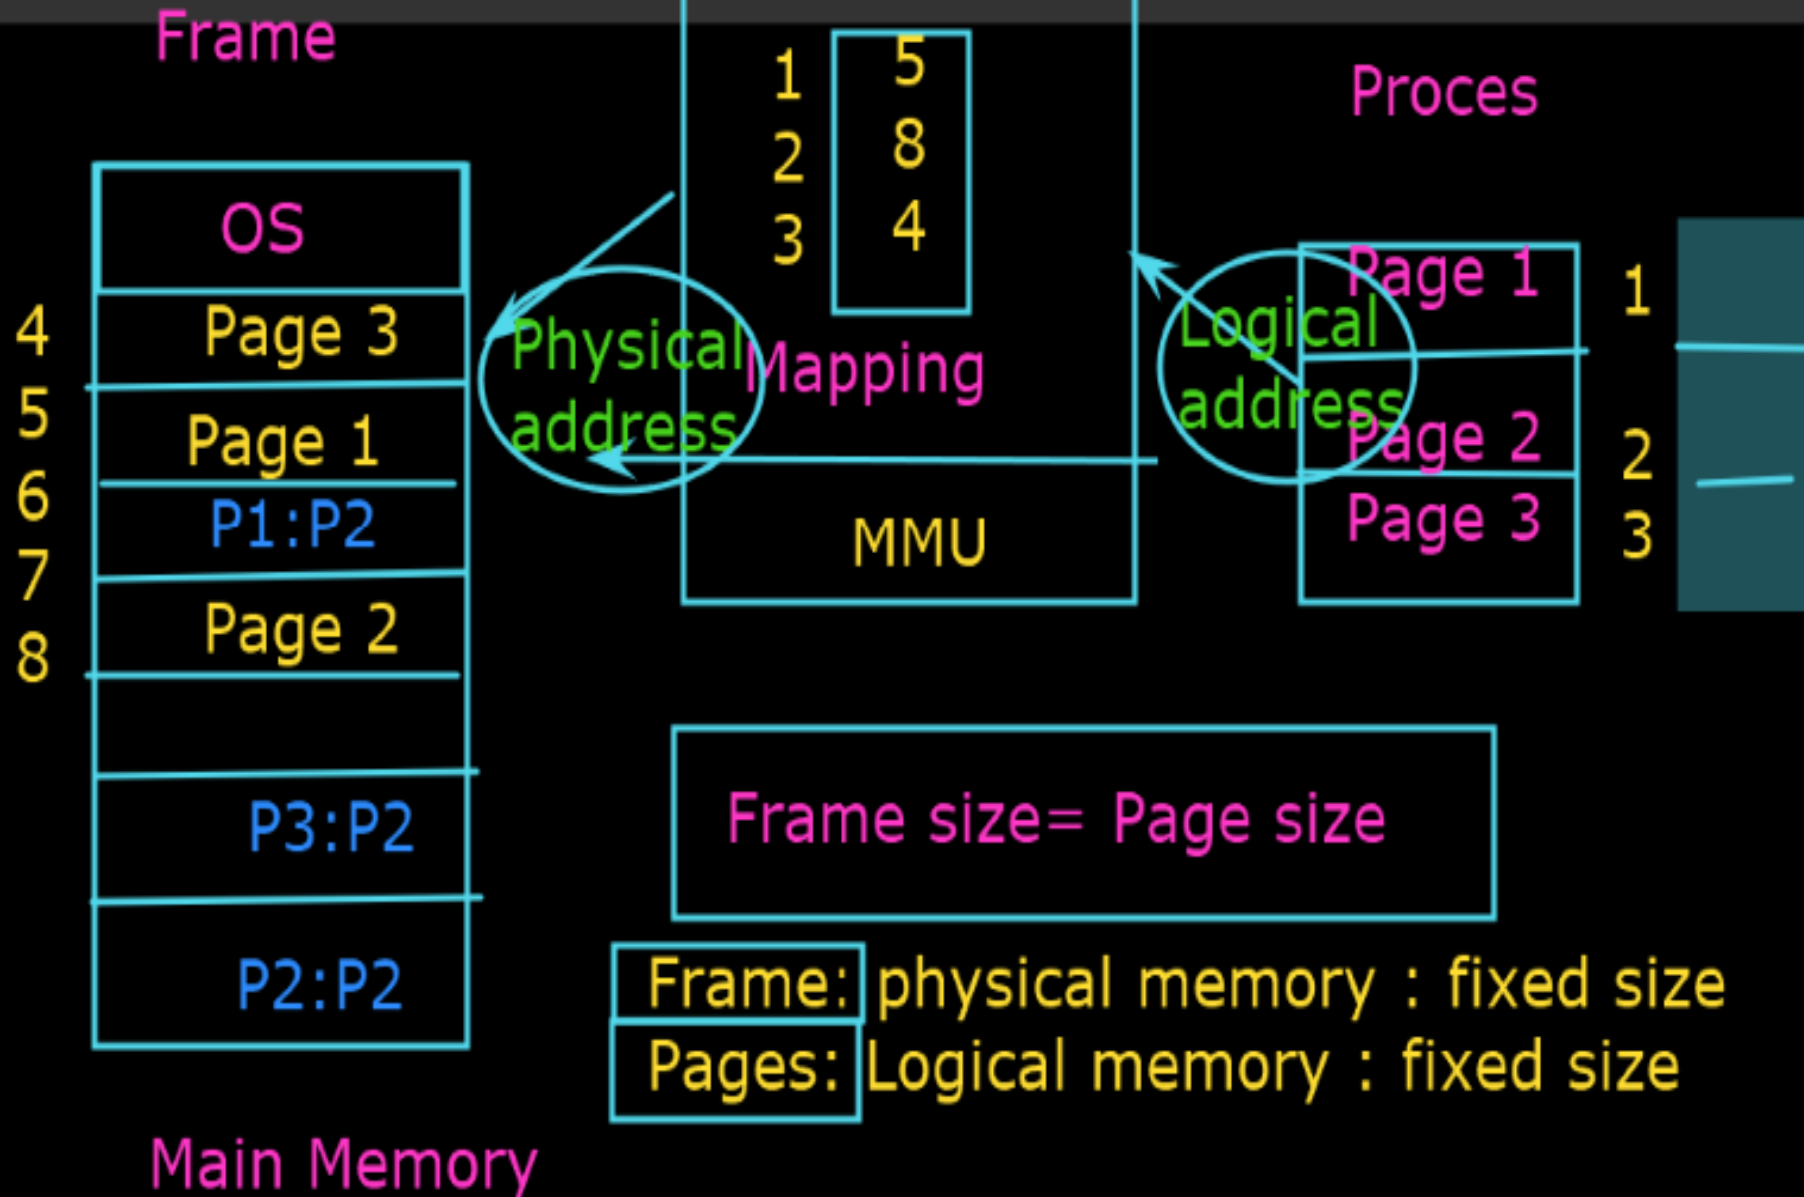 Frame
OS
4
Page 3
5
Page 1
6
P1:P2
7
Page 2
8
P3:P2
P2:P2
Main Memory
1 5
2 8
3 4
Physical
address
Mapping
MMU
Logical
address
Proces
Page 1 1
Page 2 2
Page 3 3
Frame size= Page size
Frame: physical memory : fixed size
Pages: Logical memory : fixed size